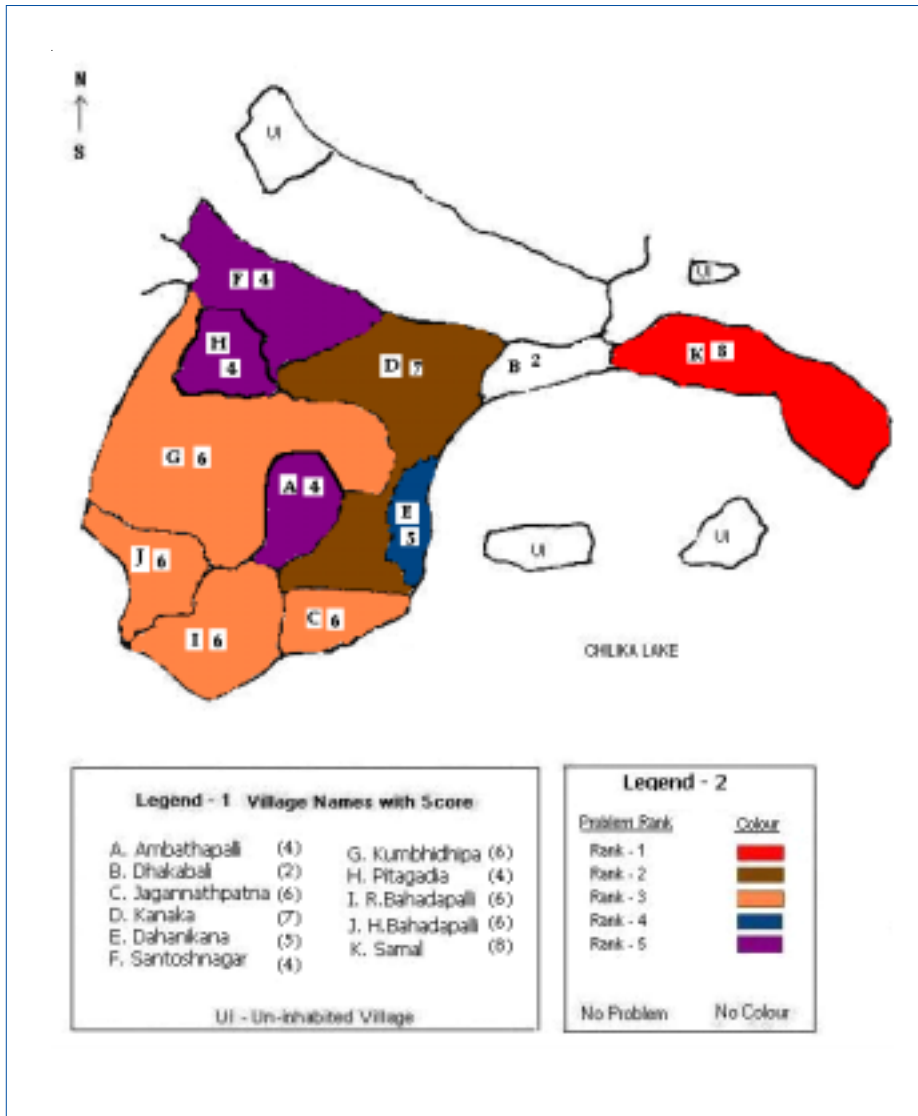 N
S
UI
F 4
UI
H
4
D 7
B 2
K 8
G 6
A 4
E
5
UI
UI
J 6
C 6
I 6
CHILIKA LAKE
Legend - 1 Village Names with Score
A. Ambathapalli (4)
B. Dhakabali (2)
C. Jagannathpatna (6)
D. Kanaka (7)
E. Dahanikana (5)
F. Santoshnagar (4)
G. Kumbhidhipa (6)
H. Pitagadia (4)
I. R.Bahadapalli (6)
J. H.Bahadapalli (6)
K. Samal (8)
UI - Un-inhabited Village
Legend - 2
Problem Rank Colour
Rank - 1
Rank - 2
Rank - 3
Rank - 4
Rank - 5
No Problem No Colour